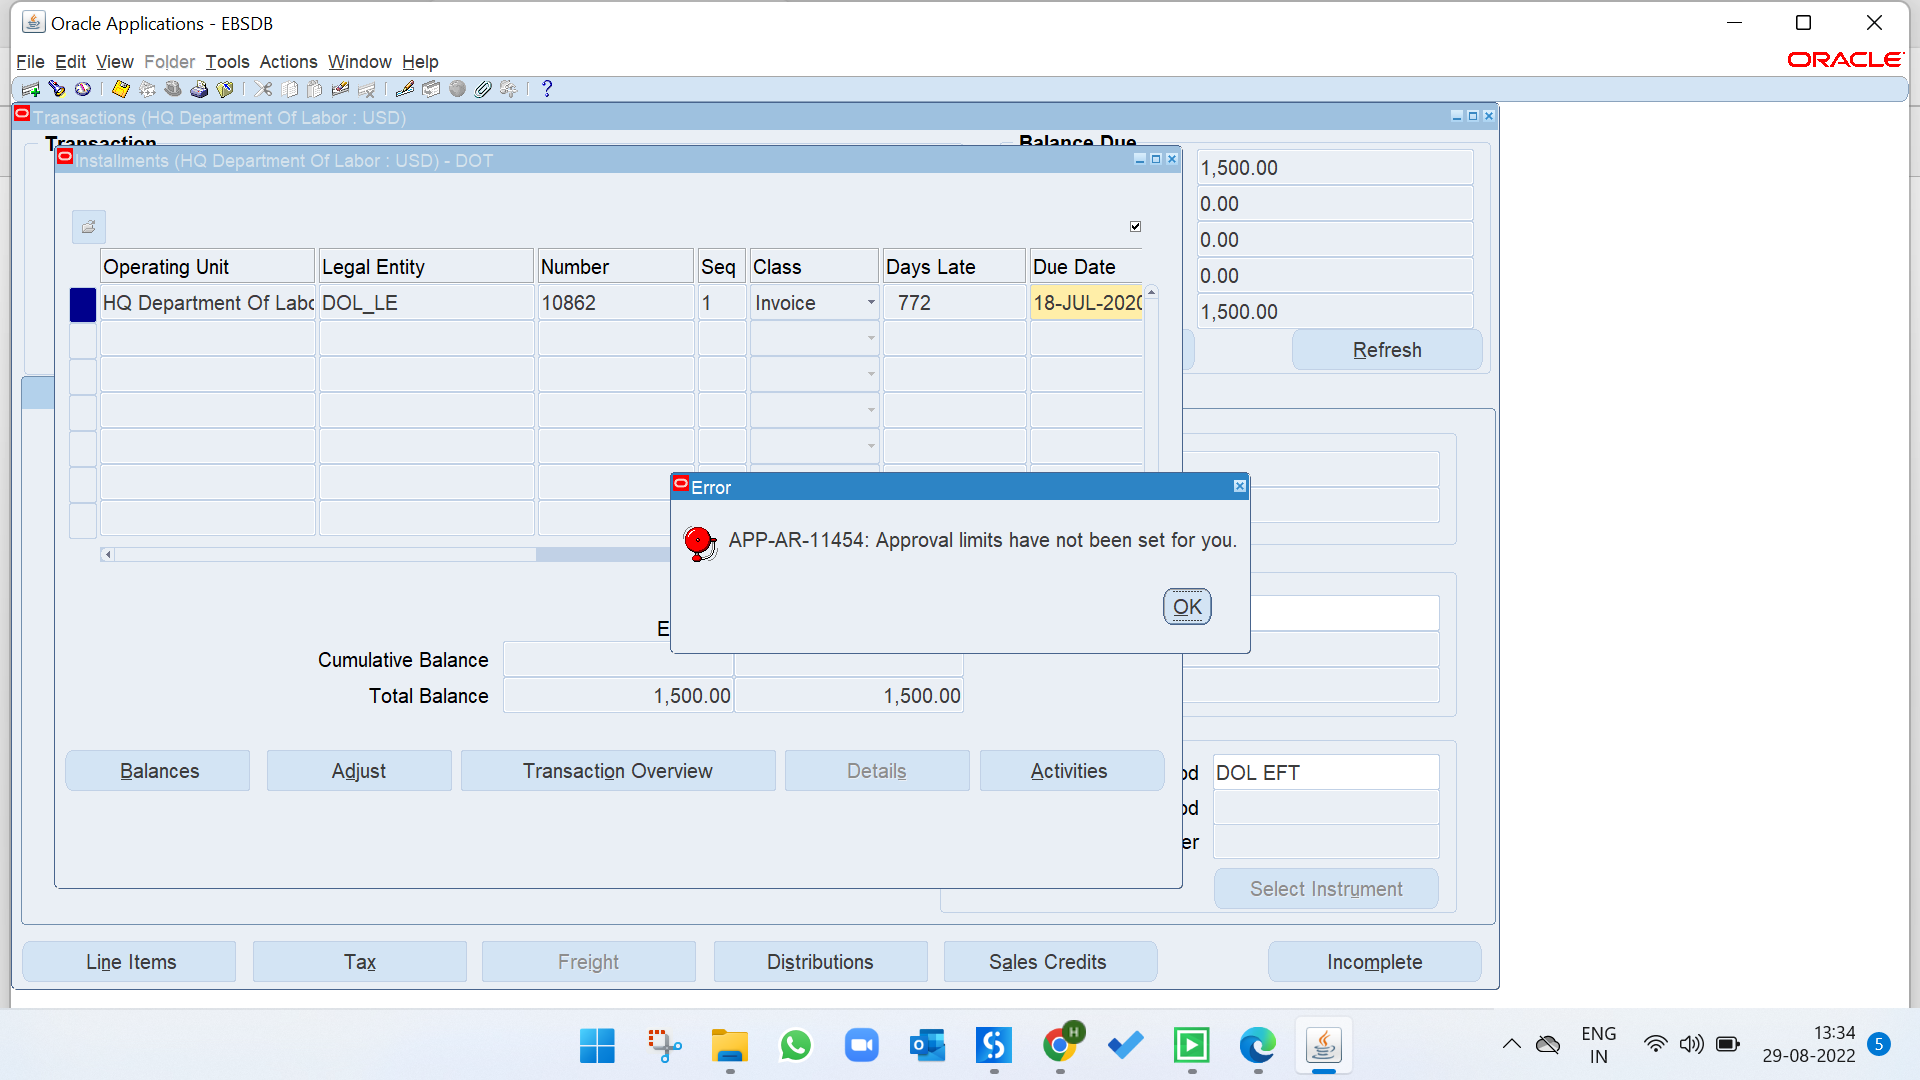 Oracle Applications - EBSDB
File Edit View Folder Tools Actions Window Help
ORACLE
Transactions (HQ Department Of Labor : USD)
Transaction
Balance Due
Installments (HQ Department Of Labor : USD) - DOT
1,500.00
0.00
0.00
0.00
1,500.00
Refresh
Operating Unit Legal Entity Number Seq Class Days Late Due Date
HQ Department Of Labo DOL_LE 10862 1 Invoice 772 18-JUL-2020
Error
APP-AR-11454: Approval limits have not been set for you.
OK
E
Cumulative Balance
Total Balance 1,500.00 1,500.00
Balances Adjust Transaction Overview Details Activities
od DOL EFT
od
er
Select Instrument
Line Items Tax Freight Distributions Sales Credits Incomplete
H
ENG
IN
13:34
29-08-2022
5